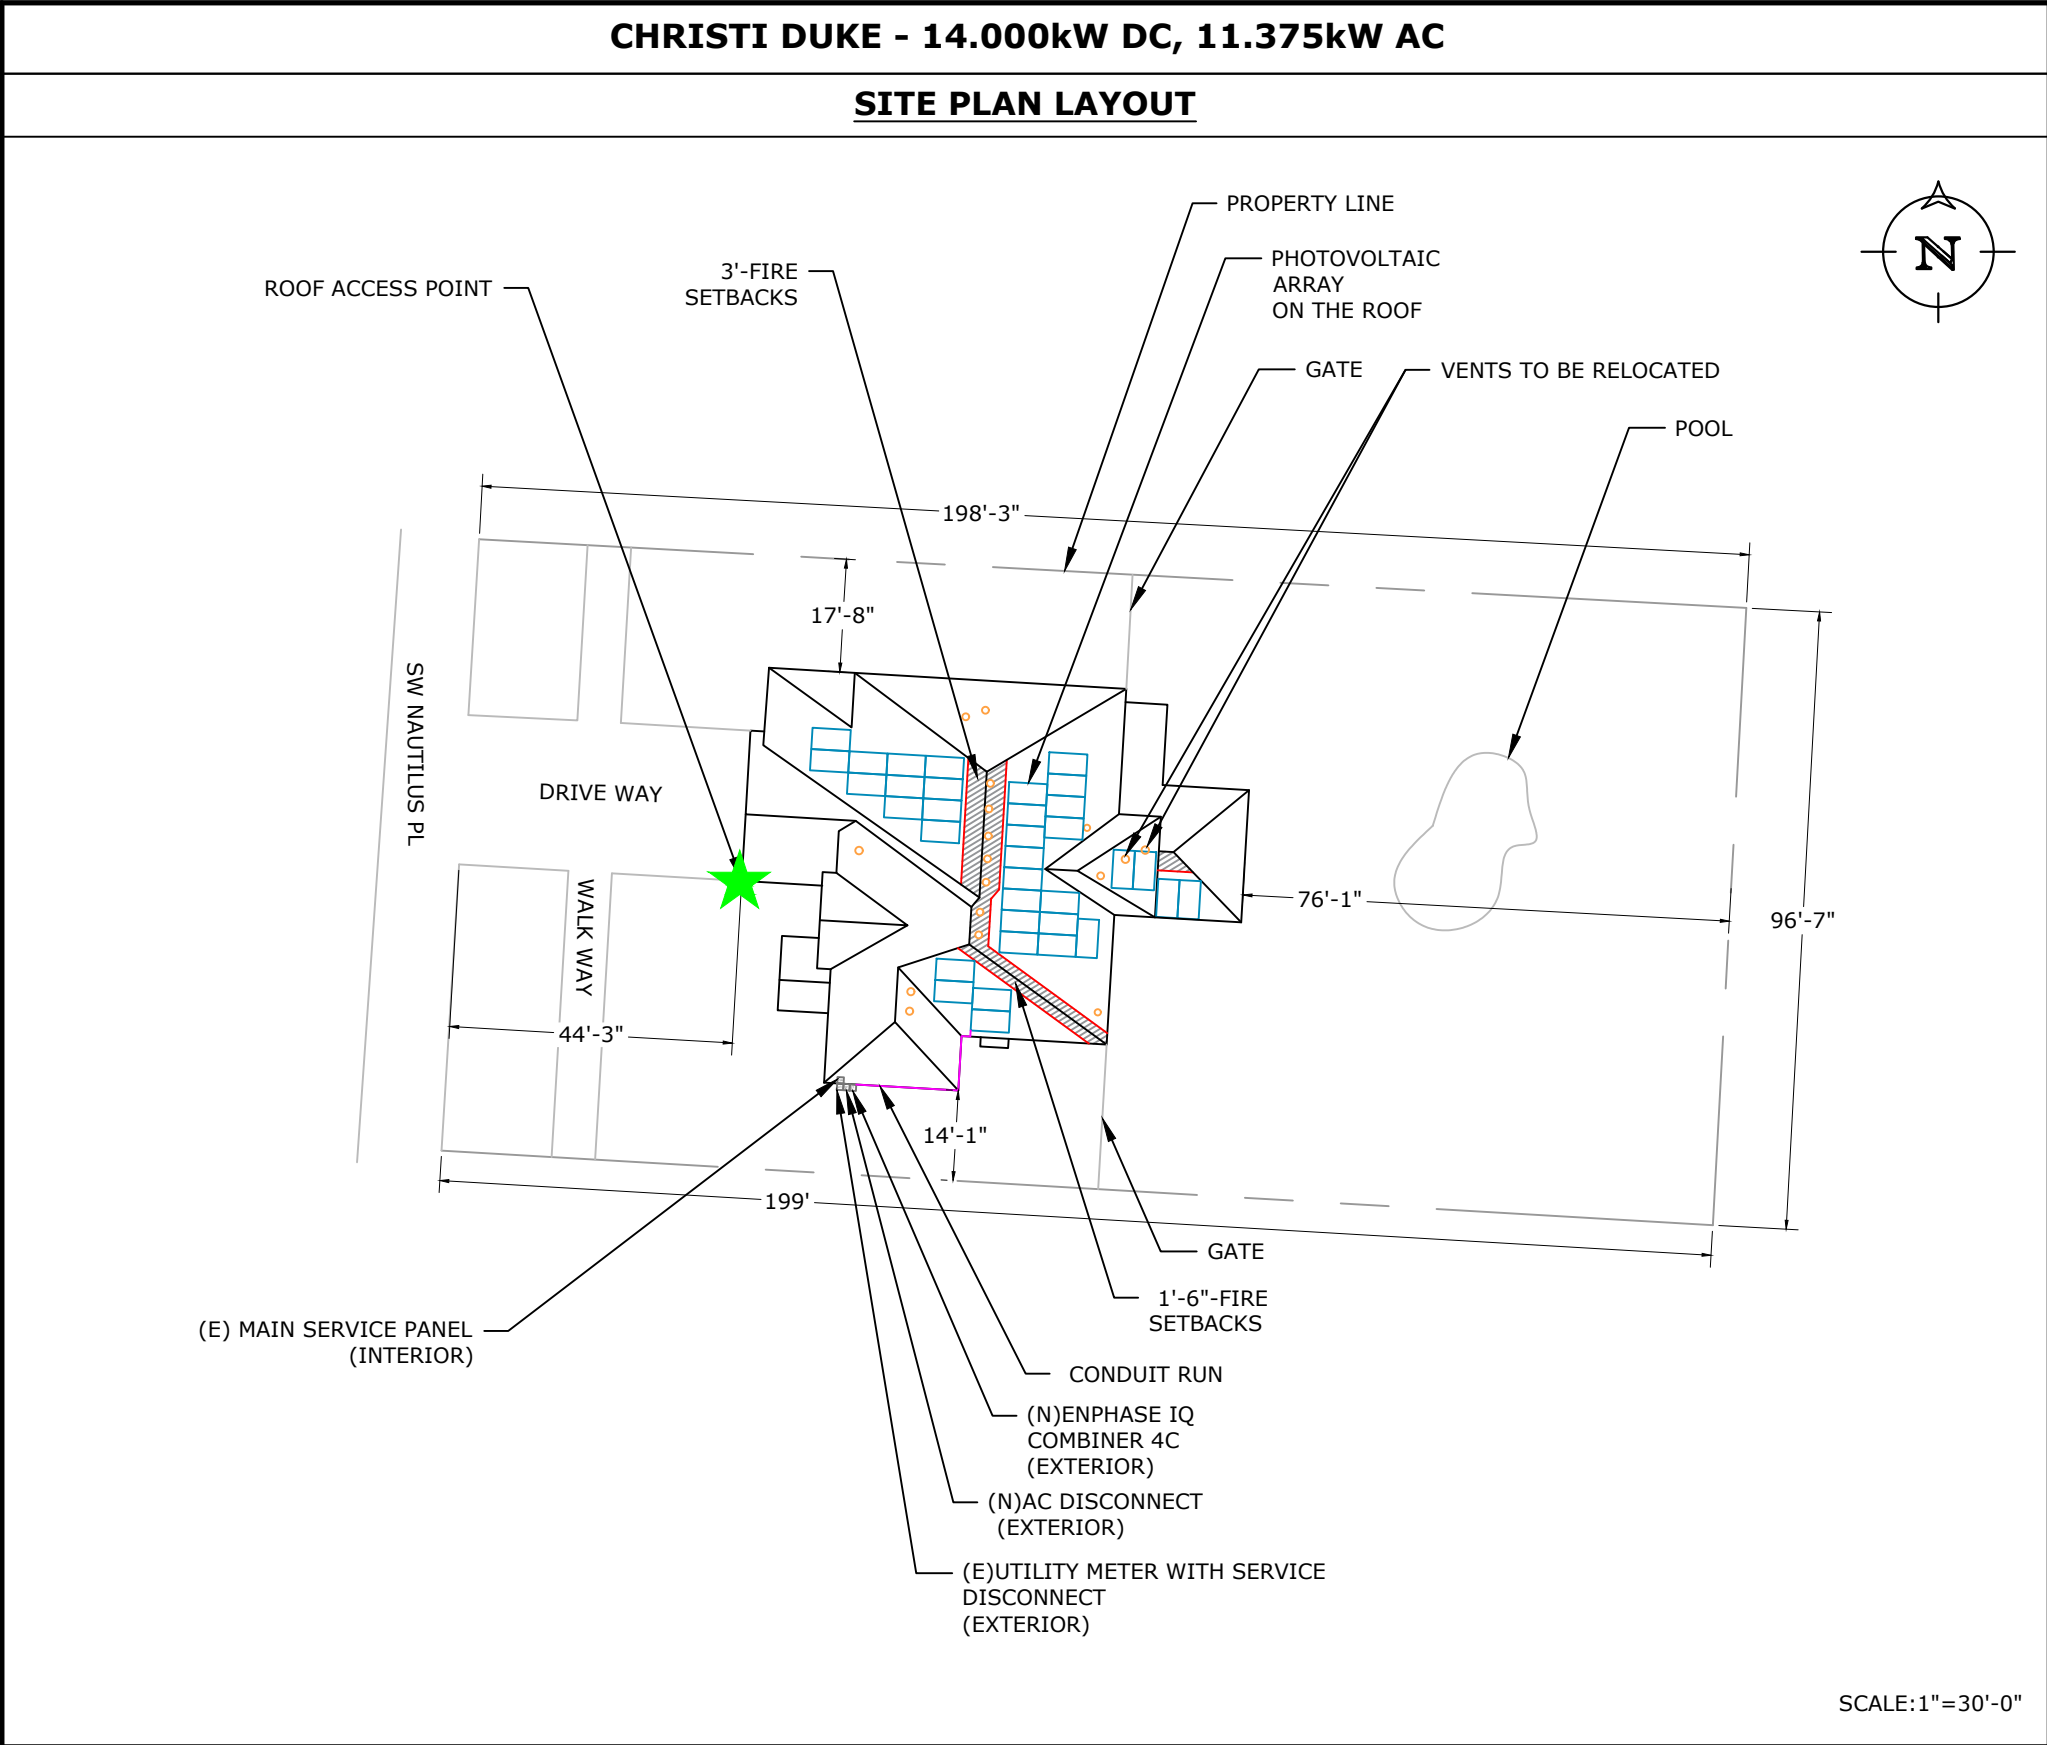 CHRISTI DUKE - 14.000kW DC, 11.375kW AC
SITE PLAN LAYOUT
PROPERTY LINE
N
PHOTOVOLTAIC
ARRAY
ON THE ROOF
3'-FIRE
SETBACKS
ROOF ACCESS POINT
GATE
VENTS TO BE RELOCATED
POOL
198'-3"
17'-8"
SW NAUTILUS PL
DRIVE WAY
WALK WAY
76'-1"
96'-7"
44'-3"
14'-1"
199'
GATE
1'-6"-FIRE
SETBACKS
(E) MAIN SERVICE PANEL
(INTERIOR)
CONDUIT RUN
(N)ENPHASE IQ
COMBINER 4C
(EXTERIOR)
(N)AC DISCONNECT
(EXTERIOR)
(E)UTILITY METER WITH SERVICE
DISCONNECT
(EXTERIOR)
SCALE:1"=30'-0"